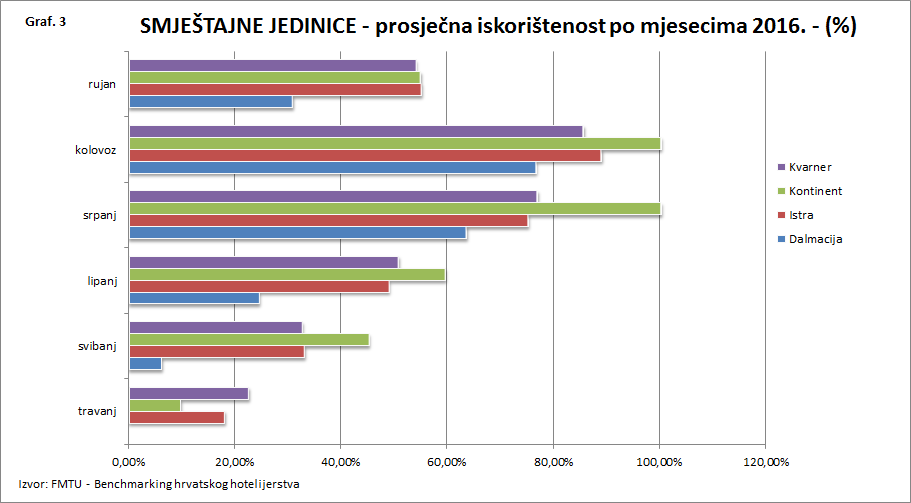 Graf. 3
SMJEŠTAJNE JEDINICE - prosječna iskorištenost po mjesecima 2016. - (%)
rujan
kolovoz
srpanj
lipanj
svibanj
travanj
Kvarner
Kontinent
Istra
Dalmacija
0,00% 20,00% 40,00% 60,00% 80,00% 100,00% 120,00%
Izvor: FMTU - Benchmarking hrvatskog hotelijerstva